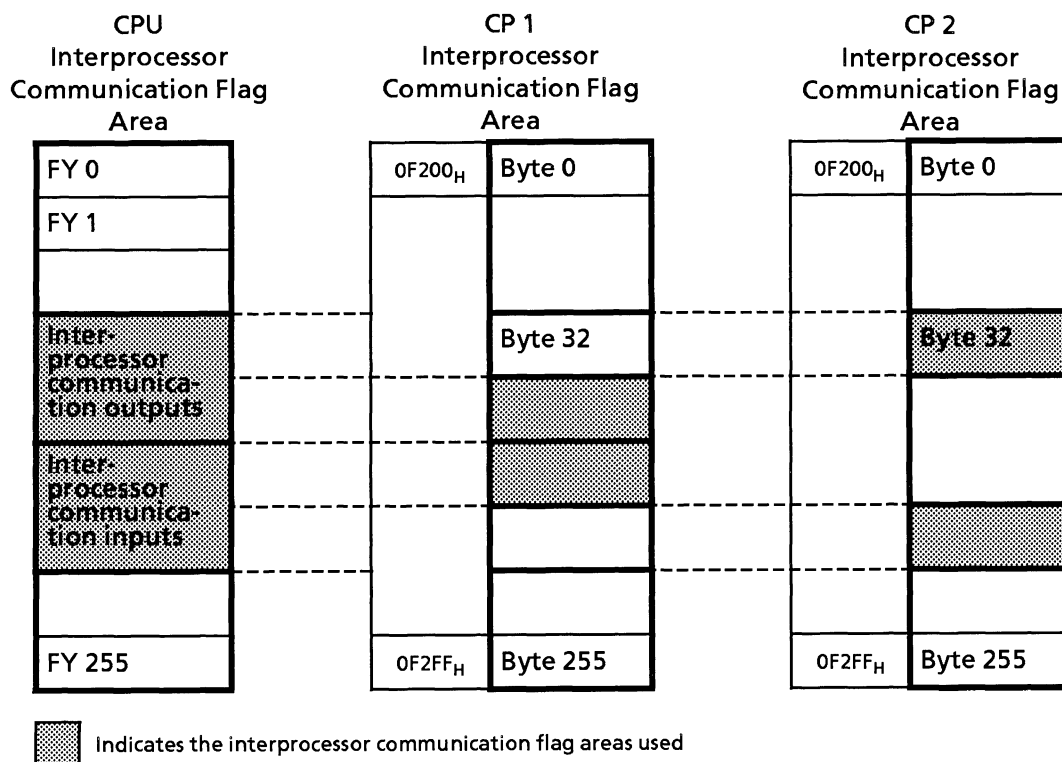 CPU
Interprocessor
Communication Flag
Area
CP 1
Interprocessor
Communication Flag
Area
CP 2
Interprocessor
Communication Flag
Area
FY 0
FY 1
Inter-
processor
communica-
tion outputs
Inter-
processor
communica-
tion inputs
FY 255
0F200H
Byte 0
Byte 32
0F2FFH
Byte 255
0F200H
Byte 0
Byte 32
0F2FFH
Byte 255
Indicates the interprocessor communication flag areas used